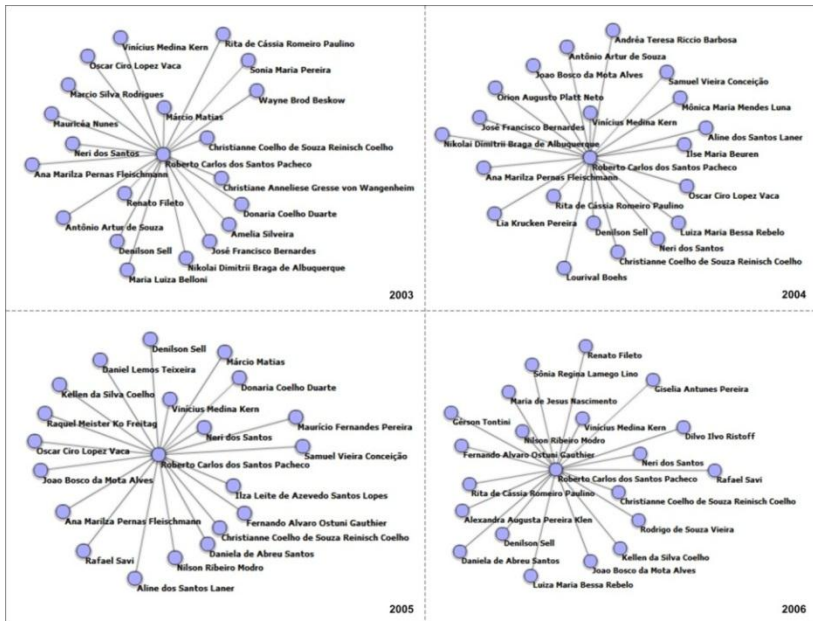 Vinícius Medina Kern
Rita de Cássia Romeiro Paulino
Oscar Ciro Lopez Vaca
Sonia Maria Pereira
Marcio Silva Rodrigues
Wayne Brod Beskow
Márcio Matias
Mauricéa Nunes
Christianne Coelho de Souza Reinisch Coelho
Neri dos Santos
Roberto Carlos dos Santos Pacheco
Ana Marilza Pernas Fleischmann
Christiane Anneliese Gresse von Wangenheim
Renato Fileto
Donaria Coelho Duarte
Antônio Artur de Souza
Amelia Silveira
Denilson Sell
José Francisco Bernardes
Nikolai Dimitrii Braga de Albuquerque
Maria Luiza Belloni
2003
Andréa Teresa Riccio Barbosa
Antônio Artur de Souza
Joao Bosco da Mota Alves
Samuel Vieira Conceição
Orion Augusto Platt Neto
Mônica Maria Mendes Luna
Vinícius Medina Kern
José Francisco Bernardes
Aline dos Santos Laner
Nikolai Dimitrii Braga de Albuquerque
Ilse Maria Beuren
Roberto Carlos dos Santos Pacheco
Ana Marilza Pernas Fleischmann
Oscar Ciro Lopez Vaca
Rita de Cássia Romeiro Paulino
Lia Krucken Pereira
Denilson Sell
Luiza Maria Bessa Rebelo
Neri dos Santos
Christianne Coelho de Souza Reinisch Coelho
Lourival Boehs
2004
Denilson Sell
Márcio Matias
Daniel Lemos Teixeira
Donaria Coelho Duarte
Kellen da Silva Coelho
Vinícius Medina Kern
Raquel Meister Ko Freitag
Maurício Fernandes Pereira
Neri dos Santos
Oscar Ciro Lopez Vaca
Samuel Vieira Conceição
Roberto Carlos dos Santos Pacheco
Joao Bosco da Mota Alves
Ilza Leite de Azevedo Santos Lopes
Ana Marilza Pernas Fleischmann
Fernando Alvaro Ostuni Gauthier
Christianne Coelho de Souza Reinisch Coelho
Daniela de Abreu Santos
Rafael Savi
Nilson Ribeiro Modro
Aline dos Santos Laner
2005
Renato Fileto
Sônia Regina Lamego Lino
Giselia Antunes Pereira
Maria de Jesus Nascimento
Gérson Tontini
Vinícius Medina Kern
Dilvo Ilvo Ristoff
Nilson Ribeiro Modro
Fernando Alvaro Ostuni Gauthier
Neri dos Santos
Roberto Carlos dos Santos Pacheco
Rafael Savi
Rita de Cássia Romeiro Paulino
Christianne Coelho de Souza Reinisch Coelho
Alexandra Augusta Pereira Klen
Rodrigo de Souza Vieira
Denilson Sell
Daniela de Abreu Santos
Kellen da Silva Coelho
Joao Bosco da Mota Alves
Luiza Maria Bessa Rebelo
2006